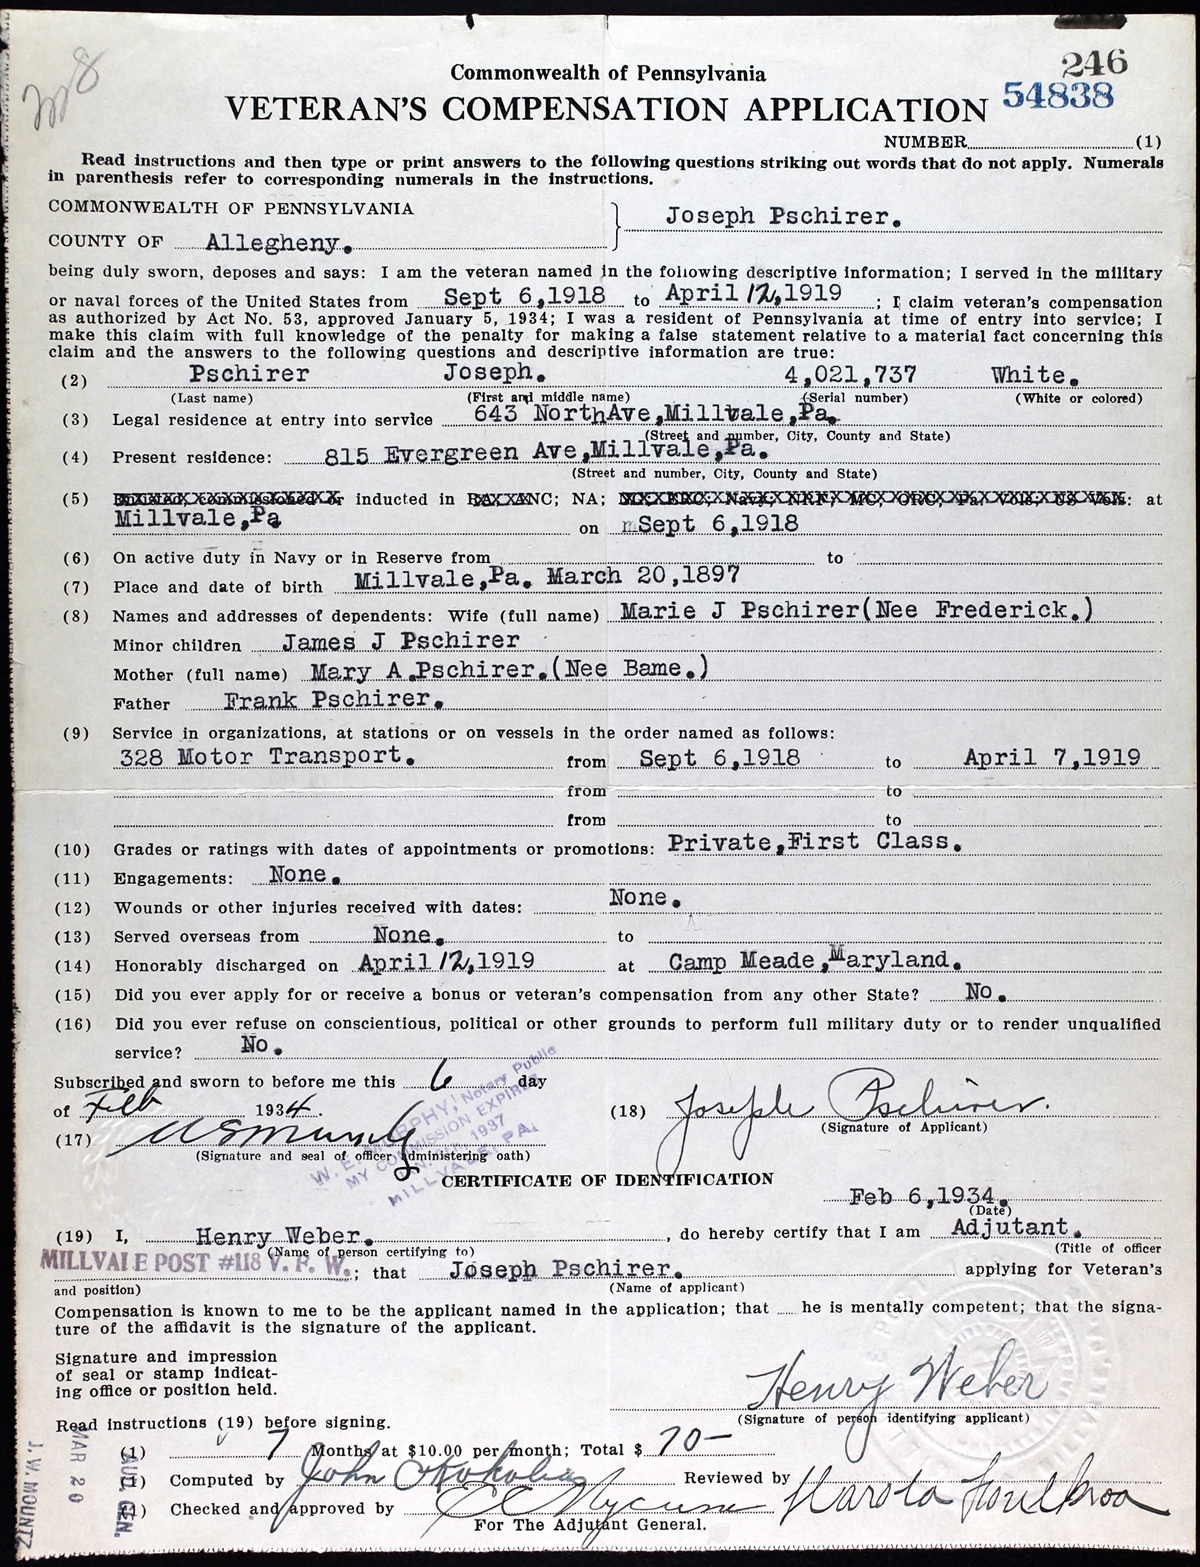 246
Commonwealth of Pennsylvania
VETERAN'S COMPENSATION APPLICATION 54838
NUMBER (1)
Read instructions and then type or print answers to the following questions striking out words that do not apply. Numerals
in parenthesis refer to corresponding numerals in the instructions.
COMMONWEALTH OF PENNSYLVANIA
Joseph Pschirer.
COUNTY OF Allegheny.
being duly sworn, deposes and says: I am the veteran named in the following descriptive information; I served in the military
or naval forces of the United States from Sept 6,1918 to April 12,1919 ; I claim veteran's compensation
as authorized by Act No. 53, approved January 5, 1934; I was a resident of Pennsylvania at time of entry into service; I
make this claim with full knowledge of the penalty for making a false statement relative to a material fact concerning this
claim and the answers to the following questions and descriptive information are true:
(2) Pschirer Joseph. 4,021,737 White.
(Last name) (First and middle name) (Serial number) (White or colored)
(3) Legal residence at entry into service 643 North Ave,Millvale,Pa.
(Street and number, City, County and State)
(4) Present residence: 815 Evergreen Ave,Millvale,Pa.
(Street and number, City, County and State)
(5) inducted in NC; NA; : at
Millvale,Pa on Sept 6,1918
(6) On active duty in Navy or in Reserve from to
(7) Place and date of birth Millvale,Pa. March 20,1897
(8) Names and addresses of dependents: Wife (full name) Marie J Pschirer(Nee Frederick.)
Minor children James J Pschirer
Mother (full name) Mary A.Pschirer.(Nee Bame.)
Father Frank Pschirer.
(9) Service in organizations, at stations or on vessels in the order named as follows:
328 Motor Transport. from Sept 6,1918 to April 7,1919
from to
from to
(10) Grades or ratings with dates of appointments or promotions: Private,First Class.
(11) Engagements: None.
(12) Wounds or other injuries received with dates: None.
(13) Served overseas from None. to
(14) Honorably discharged on April 12,1919 at Camp Meade,Maryland.
(15) Did you ever apply for or receive a bonus or veteran's compensation from any other State? No.
(16) Did you ever refuse on conscientious, political or other grounds to perform full military duty or to render unqualified
service? No.
Subscribed and sworn to before me this 6 day
of Feb 1934.
(18) Joseph Pschirer.
(Signature of Applicant)
(17)
(Signature and seal of officer administering oath)
W. E. MURPHY, Notary Public
MY COMMISSION EXPIRES
1937
MILLVALE, PA.
CERTIFICATE OF IDENTIFICATION
Feb 6,1934.
(Date)
(19) I, Henry Weber. , do hereby certify that I am Adjutant.
(Name of person certifying to) (Title of officer
MILLVALE POST #118 V. F. W. ; that Joseph Pschirer. applying for Veteran's
and position) (Name of applicant)
Compensation is known to me to be the applicant named in the application; that he is mentally competent; that the signa-
ture of the affidavit is the signature of the applicant.
Signature and impression
of seal or stamp indicat-
ing office or position held.
Henry Weber
(Signature of person identifying applicant)
Read instructions (19) before signing.
(1) 7 Months at $10.00 per month; Total $ 70-
(1) Computed by John Reviewed by
(1) Checked and approved by
For The Adjutant General.
MAR 20
J. W. MOUNTZ